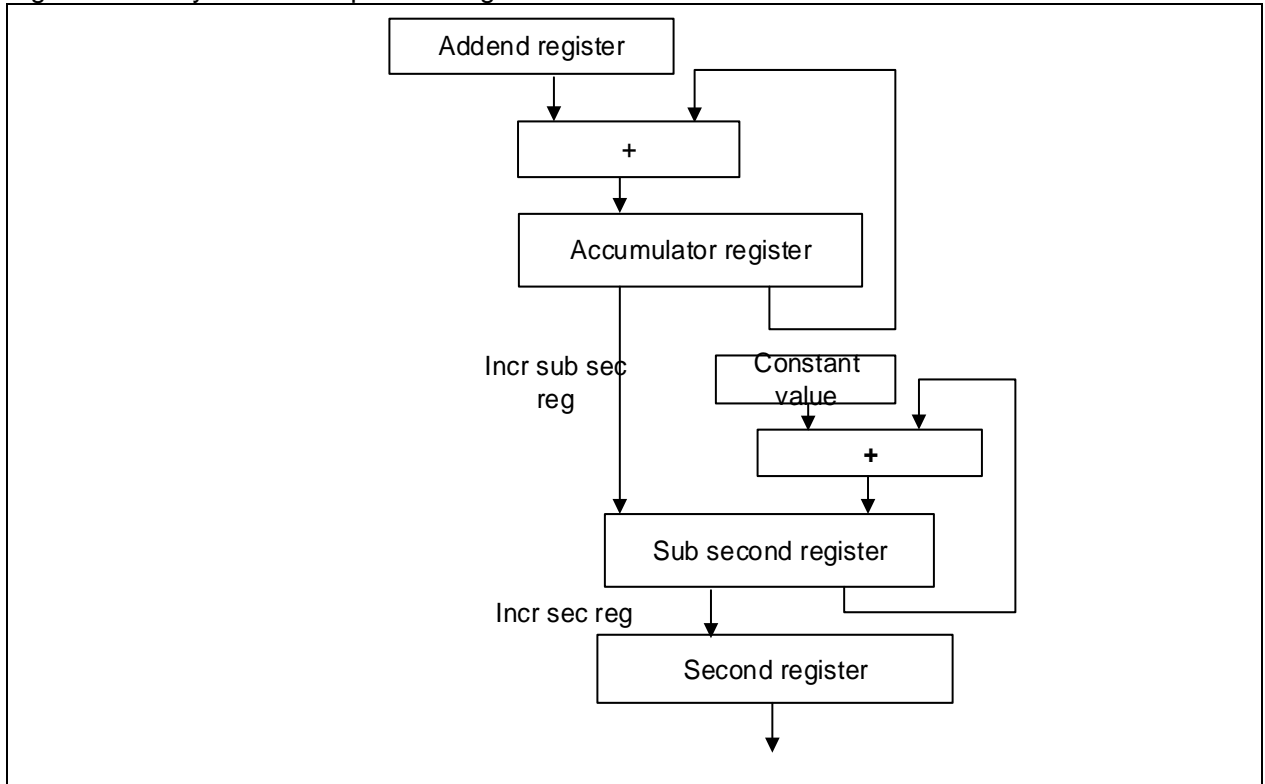 Addend register
+
Accumulator register
Incr sub sec
reg
Constant
value
+
Sub second register
Incr sec reg
Second register